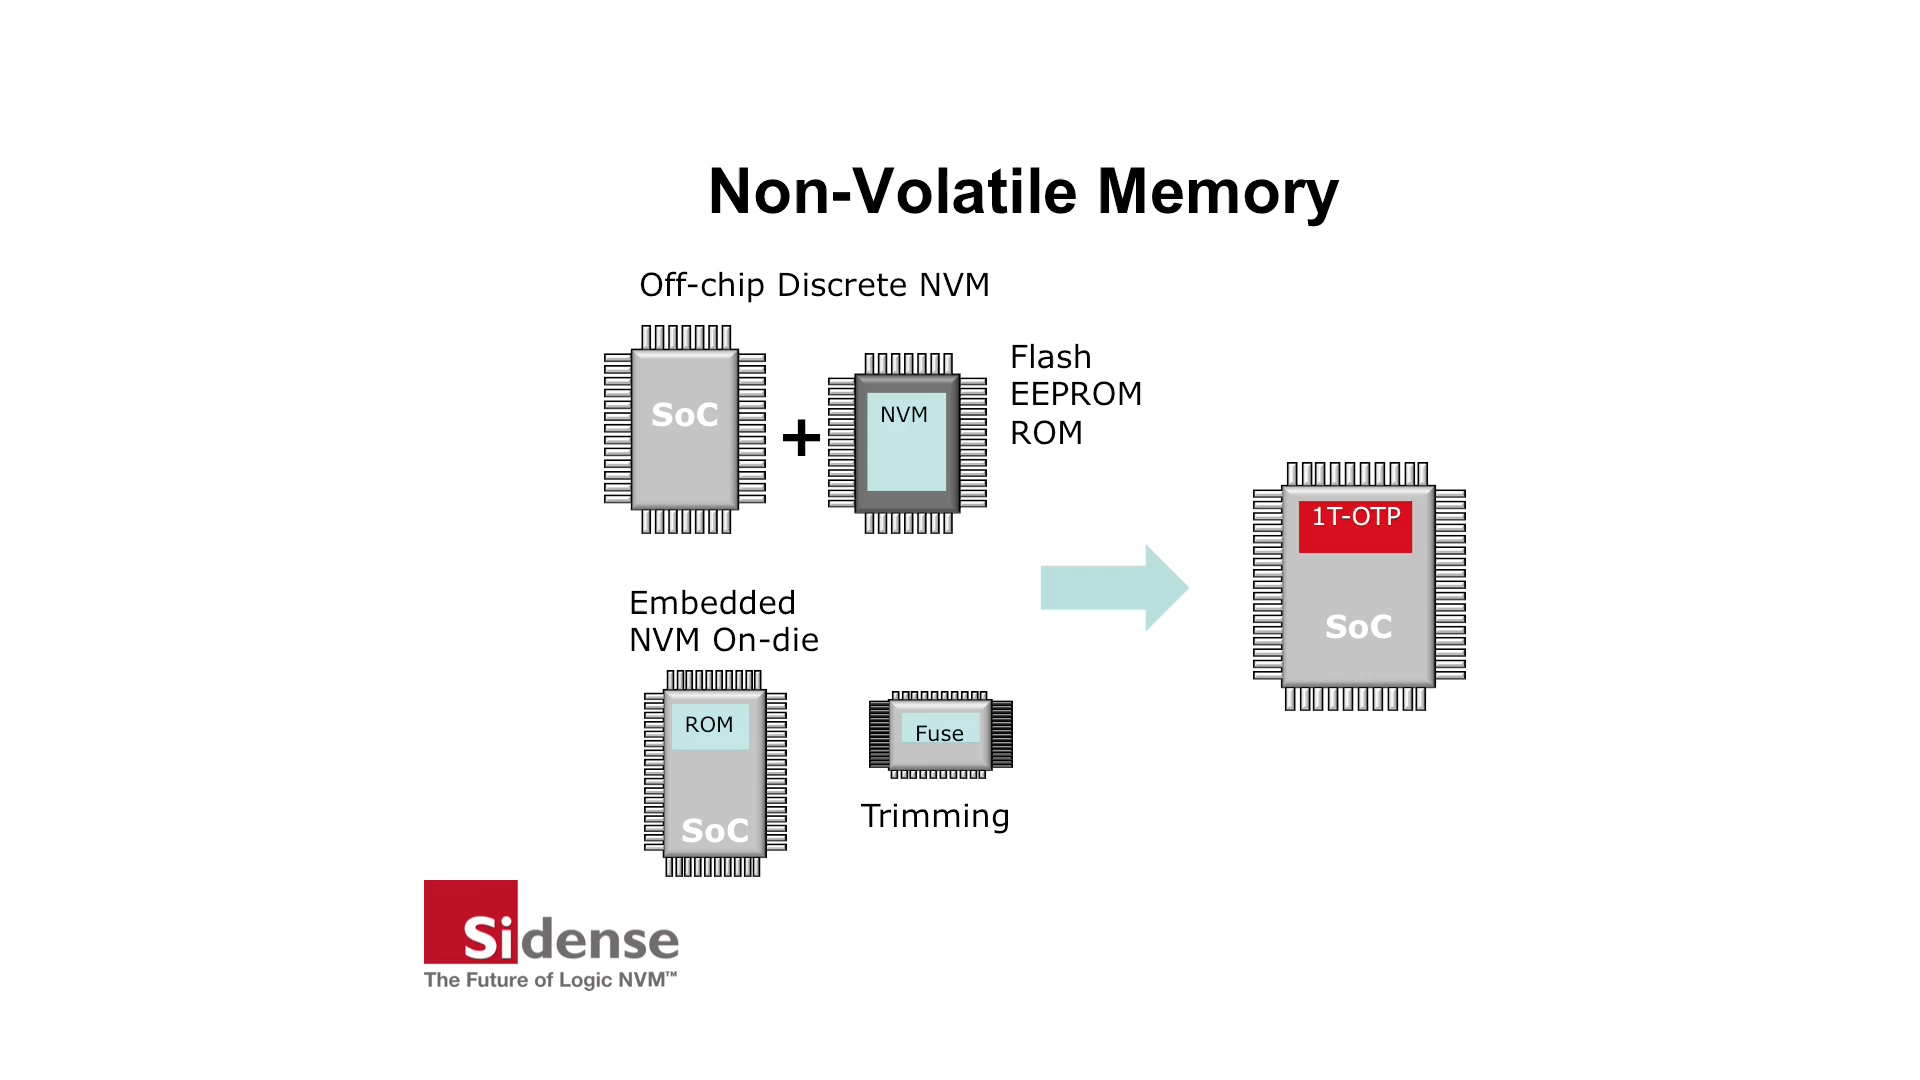 Non-Volatile Memory
Off-chip Discrete NVM
SoC
+
NVM
Flash
EEPROM
ROM
1T-OTP
SoC
Embedded
NVM On-die
ROM
SoC
Fuse
Trimming
Sidense
The Future of Logic NVM™